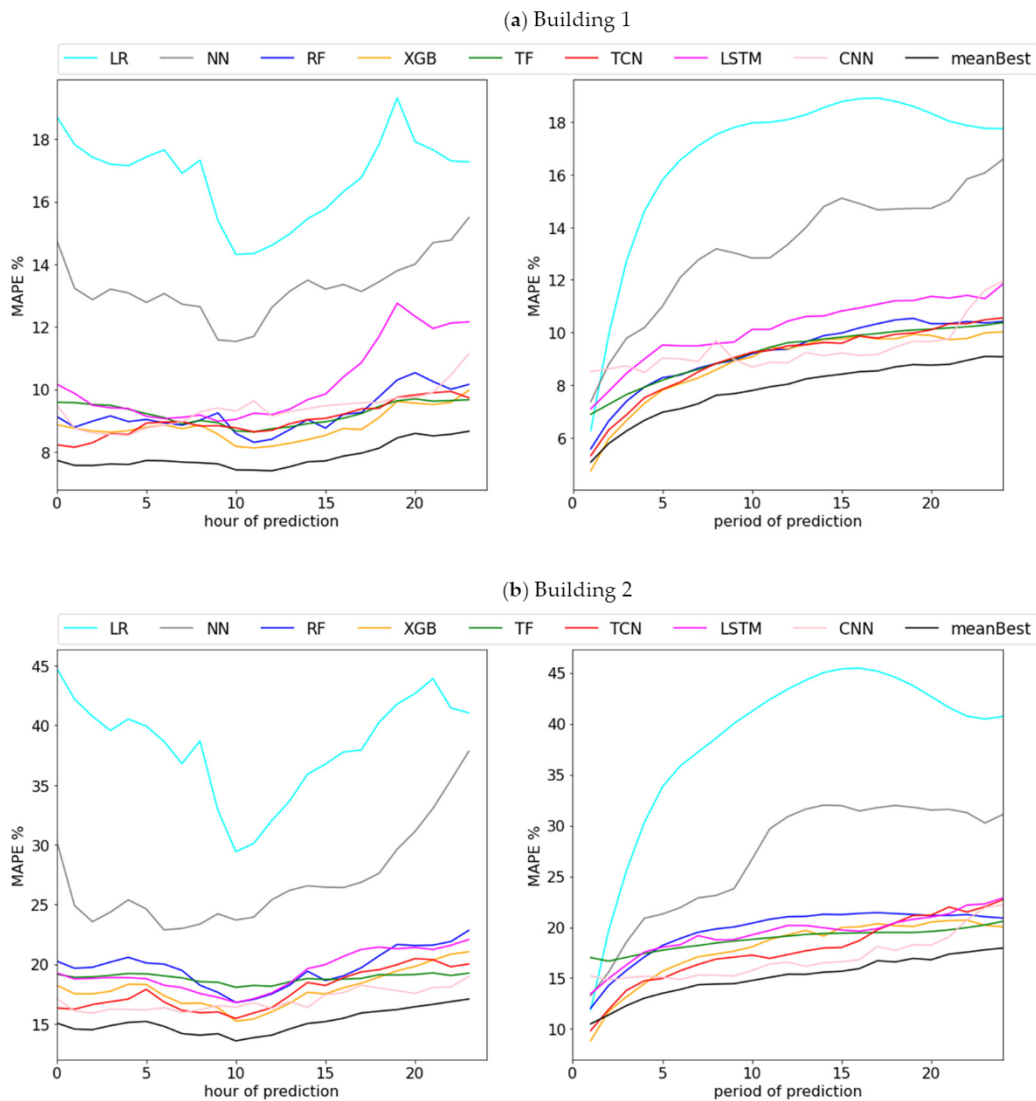 (a) Building 1
LR NN RF XGB TF TCN LSTM CNN meanBest
18
16
14
12
10
8
MAPE %
0 5 10 15 20
hour of prediction
18
16
14
12
10
8
6
MAPE %
0 5 10 15 20
period of prediction
(b) Building 2
LR NN RF XGB TF TCN LSTM CNN meanBest
45
40
35
30
25
20
15
MAPE %
0 5 10 15 20
hour of prediction
45
40
35
30
25
20
15
10
MAPE %
0 5 10 15 20
period of prediction